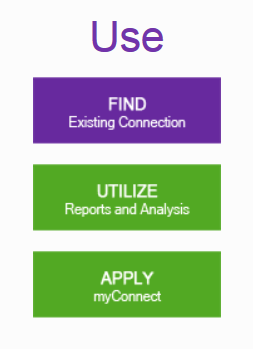 Use
FIND
Existing Connection
UTILIZE
Reports and Analysis
APPLY
myConnect